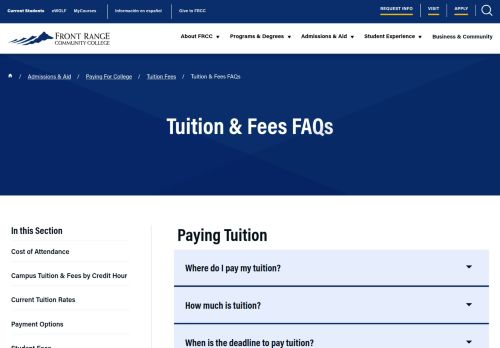 Current Students eWOLF MyCourses Información en español Give to FRCC REQUEST INFO VISIT APPLY
FRONT RANGE
COMMUNITY COLLEGE
About FRCC Programs & Degrees Admissions & Aid Student Experience Business & Community
/ Admissions & Aid / Paying For College / Tuition Fees / Tuition & Fees FAQs
Tuition & Fees FAQs
In this Section
Cost of Attendance
Campus Tuition & Fees by Credit Hour
Current Tuition Rates
Payment Options
Student Fees
Paying Tuition
Where do I pay my tuition?
How much is tuition?
When is the deadline to pay tuition?